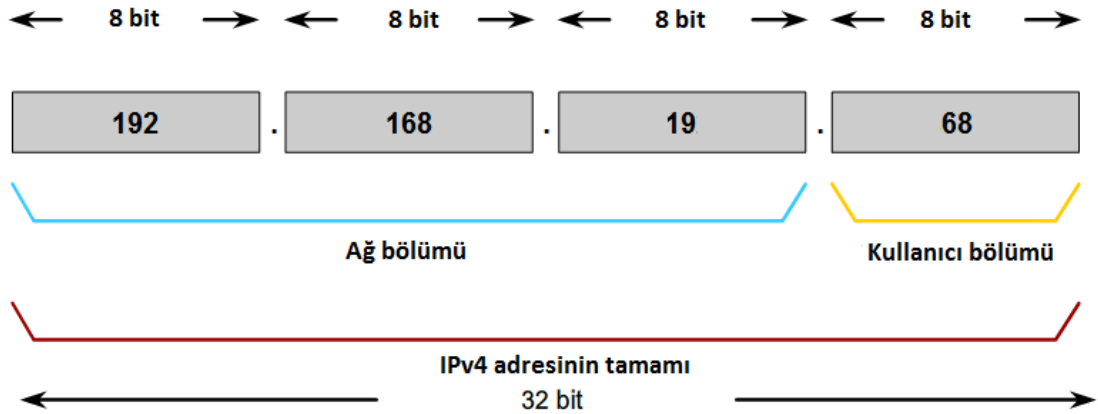 8 bit 8 bit 8 bit 8 bit
192 . 168 . 19 . 68
Ağ bölümü Kullanıcı bölümü
IPv4 adresinin tamamı
32 bit